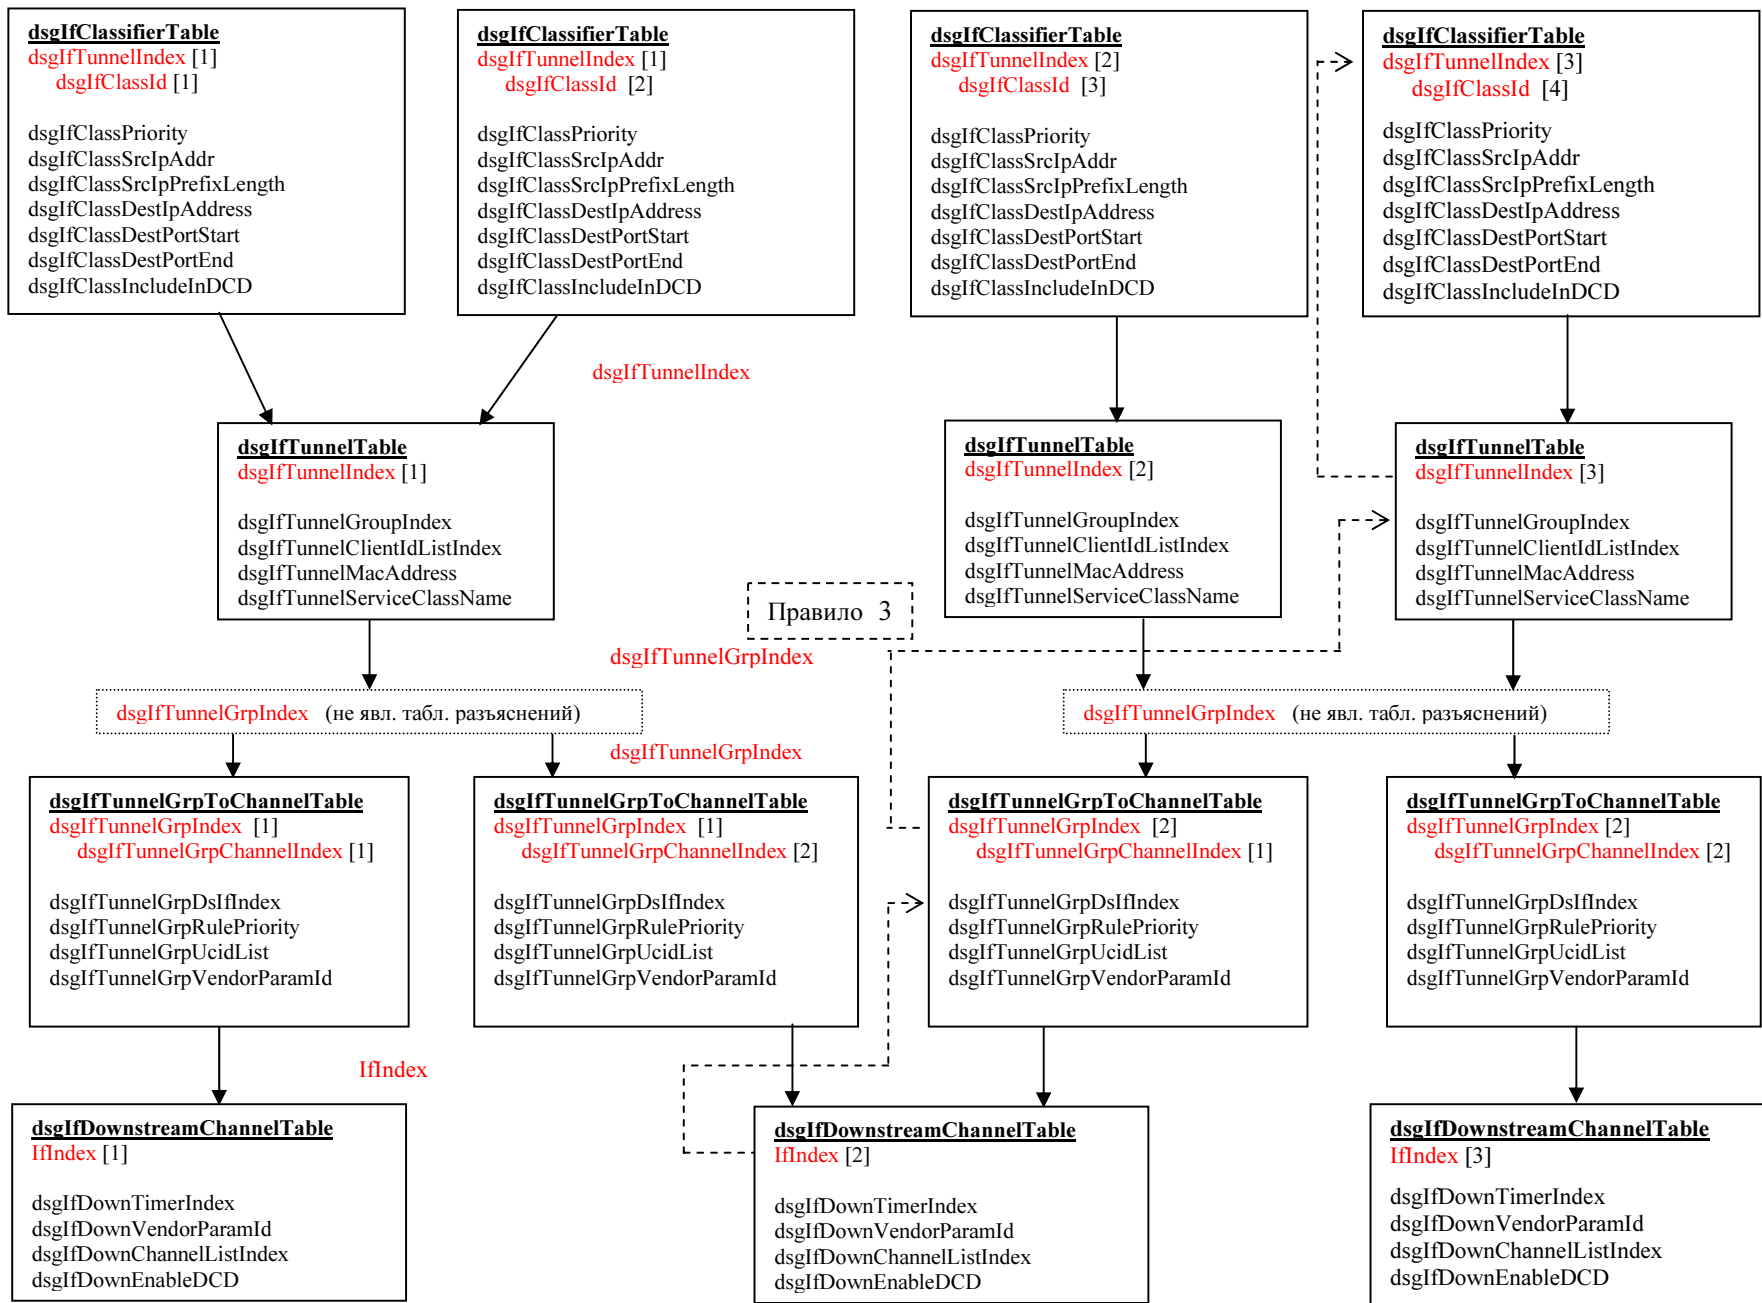 dsgIfClassifierTable
dsgIfTunnelIndex [1]
dsgIfClassId [1]
dsgIfClassPriority
dsgIfClassSrcIpAddr
dsgIfClassSrcIpPrefixLength
dsgIfClassDestIpAddress
dsgIfClassDestPortStart
dsgIfClassDestPortEnd
dsgIfClassIncludeInDCD
dsgIfClassifierTable
dsgIfTunnelIndex [1]
dsgIfClassId [2]
dsgIfClassPriority
dsgIfClassSrcIpAddr
dsgIfClassSrcIpPrefixLength
dsgIfClassDestIpAddress
dsgIfClassDestPortStart
dsgIfClassDestPortEnd
dsgIfClassIncludeInDCD
dsgIfClassifierTable
dsgIfTunnelIndex [2]
dsgIfClassId [3]
dsgIfClassPriority
dsgIfClassSrcIpAddr
dsgIfClassSrcIpPrefixLength
dsgIfClassDestIpAddress
dsgIfClassDestPortStart
dsgIfClassDestPortEnd
dsgIfClassIncludeInDCD
dsgIfClassifierTable
dsgIfTunnelIndex [3]
dsgIfClassId [4]
dsgIfClassPriority
dsgIfClassSrcIpAddr
dsgIfClassSrcIpPrefixLength
dsgIfClassDestIpAddress
dsgIfClassDestPortStart
dsgIfClassDestPortEnd
dsgIfClassIncludeInDCD
dsgIfTunnelIndex
dsgIfTunnelTable
dsgIfTunnelIndex [1]
dsgIfTunnelGroupIndex
dsgIfTunnelClientIdListIndex
dsgIfTunnelMacAddress
dsgIfTunnelServiceClassName
dsgIfTunnelTable
dsgIfTunnelIndex [2]
dsgIfTunnelGroupIndex
dsgIfTunnelClientIdListIndex
dsgIfTunnelMacAddress
dsgIfTunnelServiceClassName
dsgIfTunnelTable
dsgIfTunnelIndex [3]
dsgIfTunnelGroupIndex
dsgIfTunnelClientIdListIndex
dsgIfTunnelMacAddress
dsgIfTunnelServiceClassName
Правило 3
dsgIfTunnelGrpIndex
dsgIfTunnelGrpIndex (не явл. табл. разъяснений)
dsgIfTunnelGrpIndex (не явл. табл. разъяснений)
dsgIfTunnelGrpIndex
dsgIfTunnelGrpToChannelTable
dsgIfTunnelGrpIndex [1]
dsgIfTunnelGrpChannelIndex [1]
dsgIfTunnelGrpDsIfIndex
dsgIfTunnelGrpRulePriority
dsgIfTunnelGrpUcidList
dsgIfTunnelGrpVendorParamId
dsgIfTunnelGrpToChannelTable
dsgIfTunnelGrpIndex [1]
dsgIfTunnelGrpChannelIndex [2]
dsgIfTunnelGrpDsIfIndex
dsgIfTunnelGrpRulePriority
dsgIfTunnelGrpUcidList
dsgIfTunnelGrpVendorParamId
dsgIfTunnelGrpToChannelTable
dsgIfTunnelGrpIndex [2]
dsgIfTunnelGrpChannelIndex [1]
dsgIfTunnelGrpDsIfIndex
dsgIfTunnelGrpRulePriority
dsgIfTunnelGrpUcidList
dsgIfTunnelGrpVendorParamId
dsgIfTunnelGrpToChannelTable
dsgIfTunnelGrpIndex [2]
dsgIfTunnelGrpChannelIndex [2]
dsgIfTunnelGrpDsIfIndex
dsgIfTunnelGrpRulePriority
dsgIfTunnelGrpUcidList
dsgIfTunnelGrpVendorParamId
IfIndex
dsgIfDownstreamChannelTable
IfIndex [1]
dsgIfDownTimerIndex
dsgIfDownVendorParamId
dsgIfDownChannelListIndex
dsgIfDownEnableDCD
dsgIfDownstreamChannelTable
IfIndex [2]
dsgIfDownTimerIndex
dsgIfDownVendorParamId
dsgIfDownChannelListIndex
dsgIfDownEnableDCD
dsgIfDownstreamChannelTable
IfIndex [3]
dsgIfDownTimerIndex
dsgIfDownVendorParamId
dsgIfDownChannelListIndex
dsgIfDownEnableDCD